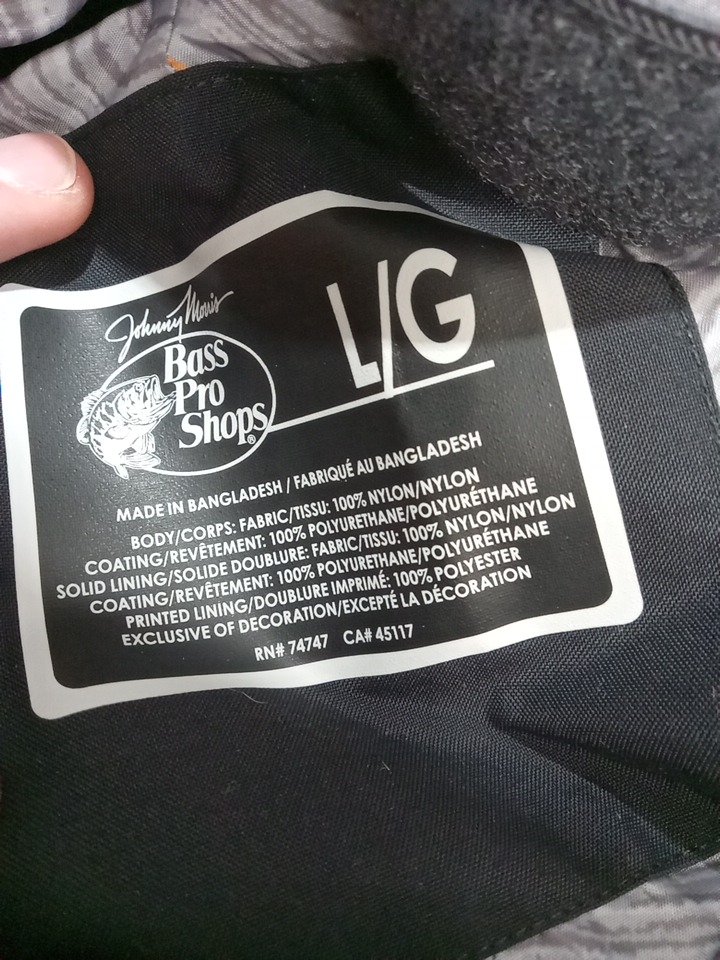 Johnny Morris
Bass
Pro
Shops®
L/G
MADE IN BANGLADESH / FABRIQUÉ AU BANGLADESH
BODY/CORPS: FABRIC/TISSU: 100% NYLON/NYLON
COATING/REVÊTEMENT: 100% POLYURETHANE/POLYURÉTHANE
SOLID LINING/SOLIDE DOUBLURE: FABRIC/TISSU: 100% NYLON/NYLON
COATING/REVÊTEMENT: 100% POLYURETHANE/POLYURÉTHANE
PRINTED LINING/DOUBLURE IMPRIMÉ: 100% POLYESTER
EXCLUSIVE OF DECORATION/EXCEPTÉ LA DÉCORATION
RN# 74747 CA# 45117